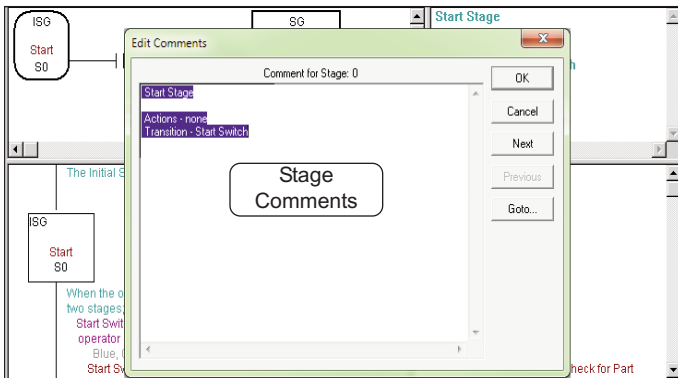 ISG
Start
S0
SG
Start Stage
Edit Comments
Comment for Stage: 0
Start Stage
Actions - none
Transition - Start Switch
Stage
Comments
OK
Cancel
Next
Previous
Goto...
The Initial
ISG
Start
S0
When the
two stages;
Start
operator
Blue,
Start
heck for Part